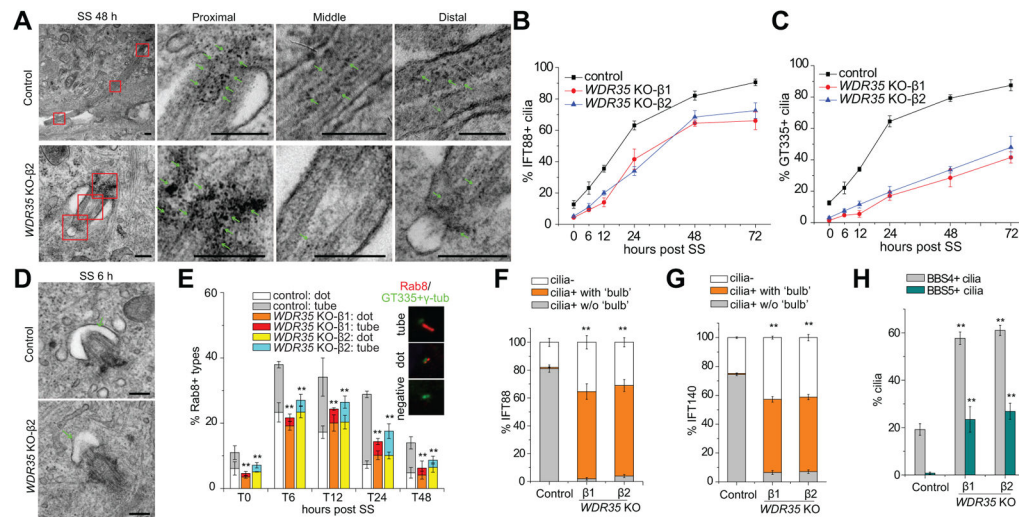 A
SS 48 h
Proximal
Middle
Distal
Control
WDR35 KO-β2
B
% IFT88+ cilia
100
80
60
40
20
0
control
WDR35 KO-β1
WDR35 KO-β2
0 6 12 24 48 72
hours post SS
C
% GT335+ cilia
100
80
60
40
20
0
control
WDR35 KO-β1
WDR35 KO-β2
0 6 12 24 48 72
hours post SS
D
SS 6 h
Control
WDR35 KO-β2
E
% Rab8+ types
60
40
20
0
control: dot
control: tube
WDR35 KO-β1: dot
WDR35 KO-β1: tube
WDR35 KO-β2: dot
WDR35 KO-β2: tube
Rab8/
GT335+γ-tub
tube
dot
negative
** ** ** ** ** ** ** ** ** **
T0 T6 T12 T24 T48
hours post SS
F
cilia-
cilia+ with ‘bulb’
cilia+ w/o ‘bulb’
% IFT88
100
80
60
40
20
0
** **
Control β1 β2
WDR35 KO
G
cilia-
cilia+ with ‘bulb’
cilia+ w/o ‘bulb’
% IFT140
100
80
60
40
20
0
** **
Control β1 β2
WDR35 KO
H
BBS4+ cilia
BBS5+ cilia
% cilia
80
60
40
20
0
** **
** **
Control β1 β2
WDR35 KO